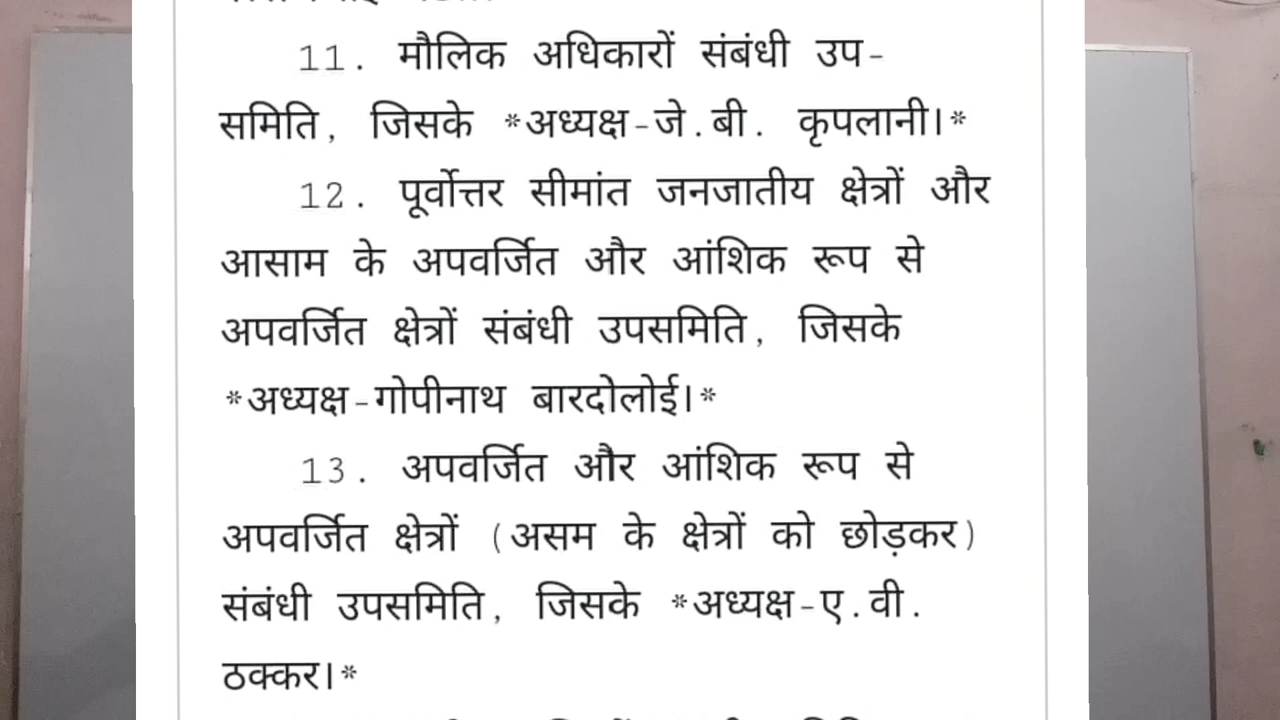 11. मौलिक अधिकारों संबंधी उप-
समिति, जिसके *अध्यक्ष-जे.बी. कृपलानी।*
12. पूर्वोत्तर सीमांत जनजातीय क्षेत्रों और
आसाम के अपवर्जित और आंशिक रूप से
अपवर्जित क्षेत्रों संबंधी उपसमिति, जिसके
*अध्यक्ष-गोपीनाथ बारदोलोई।*
13. अपवर्जित और आंशिक रूप से
अपवर्जित क्षेत्रों (असम के क्षेत्रों को छोड़कर)
संबंधी उपसमिति, जिसके *अध्यक्ष-ए.वी.
ठक्कर।*